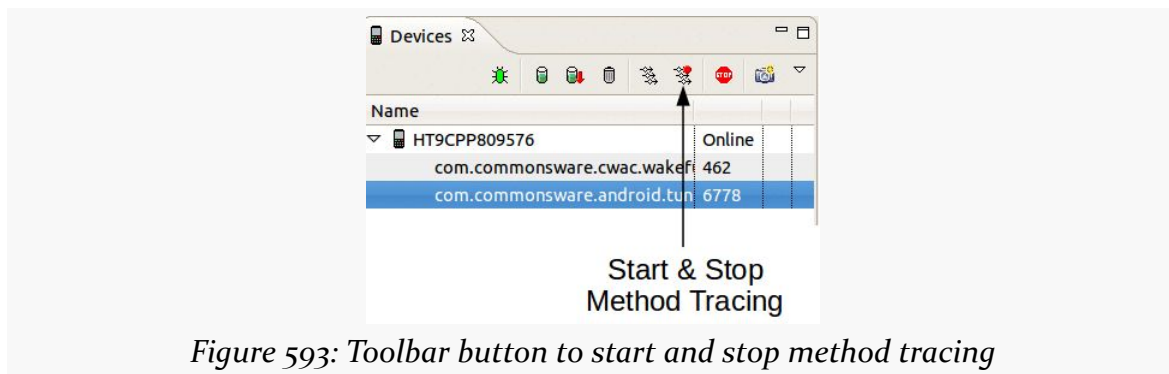 Devices
STOP
Name
HT9CPP809576 Online
com.commonsware.cwac.wakef 462
com.commonsware.android.tun 6778
Start & Stop
Method Tracing
Figure 593: Toolbar button to start and stop method tracing